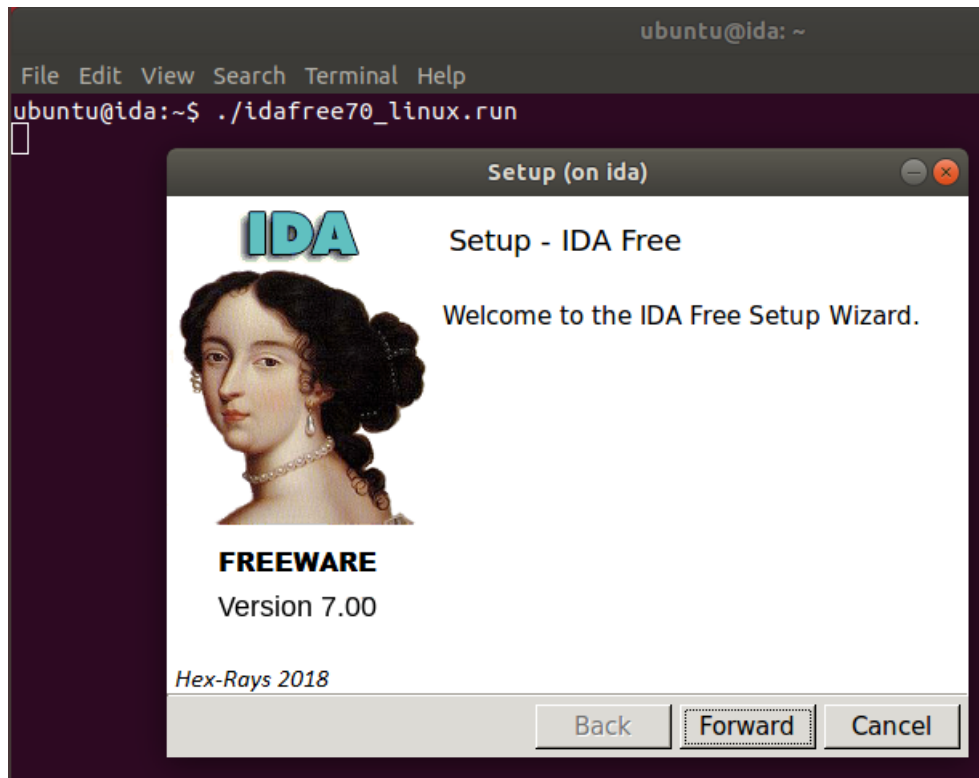 ubuntu@ida: ~
File Edit View Search Terminal Help
ubuntu@ida:~$ ./idafree70_linux.run
Setup (on ida)
IDA
Setup - IDA Free
Welcome to the IDA Free Setup Wizard.
FREEWARE
Version 7.00
Hex-Rays 2018
Back Forward Cancel